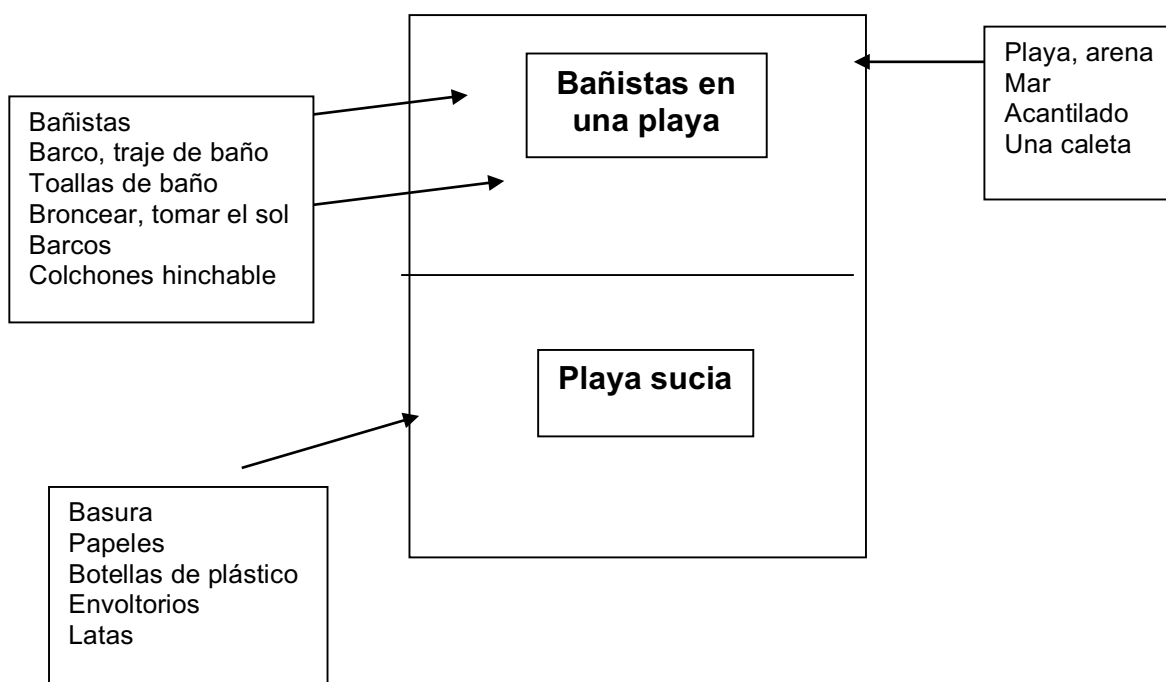 Bañistas en
una playa
Playa, arena
Mar
Acantilado
Una caleta
Bañistas
Barco, traje de baño
Toallas de baño
Broncear, tomar el sol
Barcos
Colchones hinchable
Playa sucia
Basura
Papeles
Botellas de plástico
Envoltorios
Latas